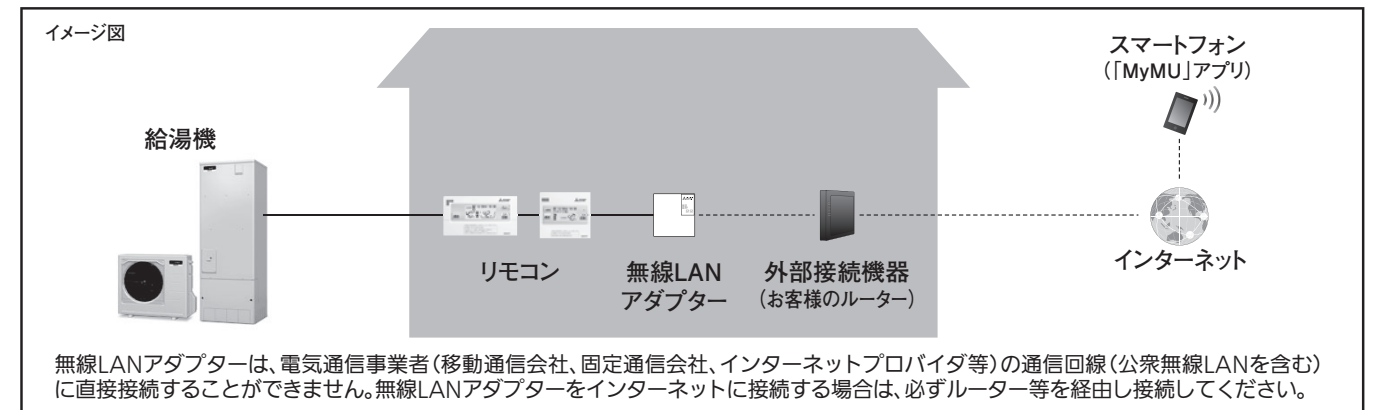 イメージ図
スマートフォン
(「MyMU」アプリ)
給湯機
リモコン
無線LAN
アダプター
外部接続機器
(お客様のルーター)
インターネット
無線LANアダプターは、電気通信事業者(移動通信会社、固定通信会社、インターネットプロバイダ等)の通信回線(公衆無線LANを含む)
に直接接続することができません。無線LANアダプターをインターネットに接続する場合は、必ずルーター等を経由し接続してください。